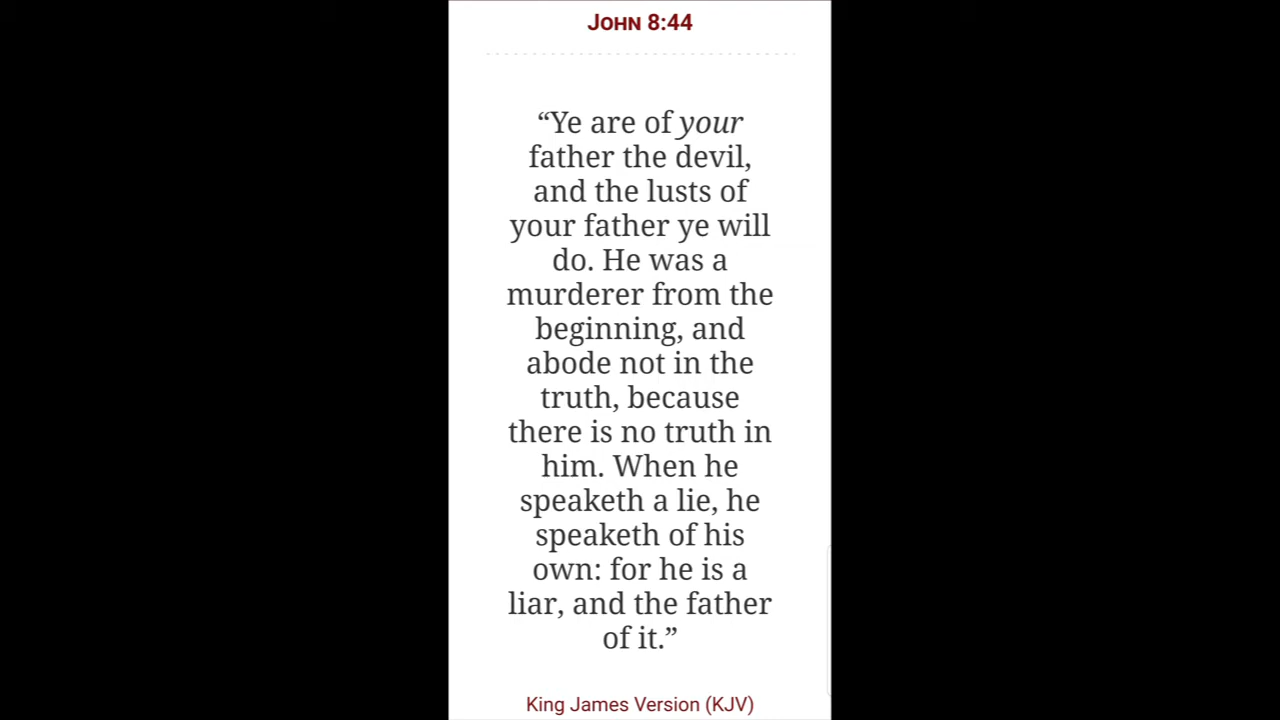 John 8:44
“Ye are of your
father the devil,
and the lusts of
your father ye will
do. He was a
murderer from the
beginning, and
abode not in the
truth, because
there is no truth in
him. When he
speaketh a lie, he
speaketh of his
own: for he is a
liar, and the father
of it.”
King James Version (KJV)